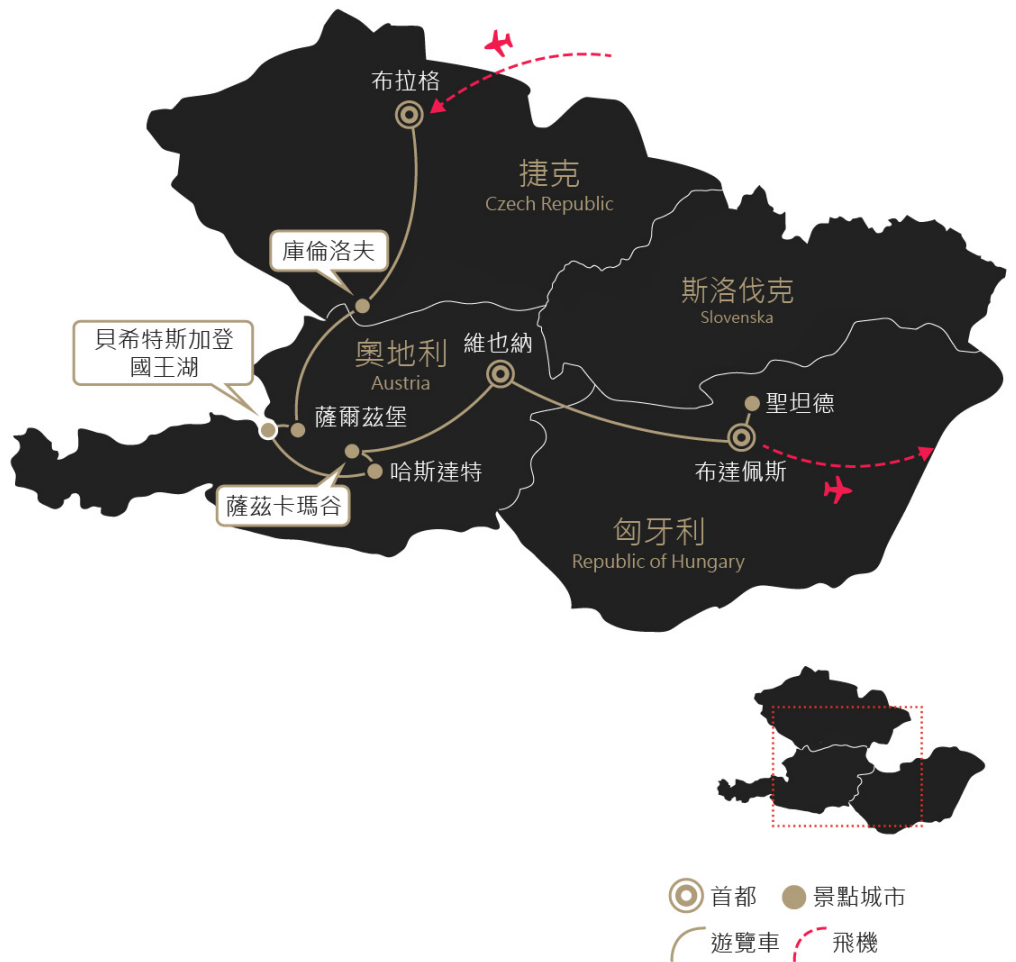 布拉格
捷克
Czech Republic
庫倫洛夫
斯洛伐克
Slovenska
貝希特斯加登
國王湖
奧地利
Austria
維也納
薩爾茲堡
聖坦德
哈斯達特
布達佩斯
薩茲卡瑪谷
匈牙利
Republic of Hungary
首都
景點城市
遊覽車
飛機